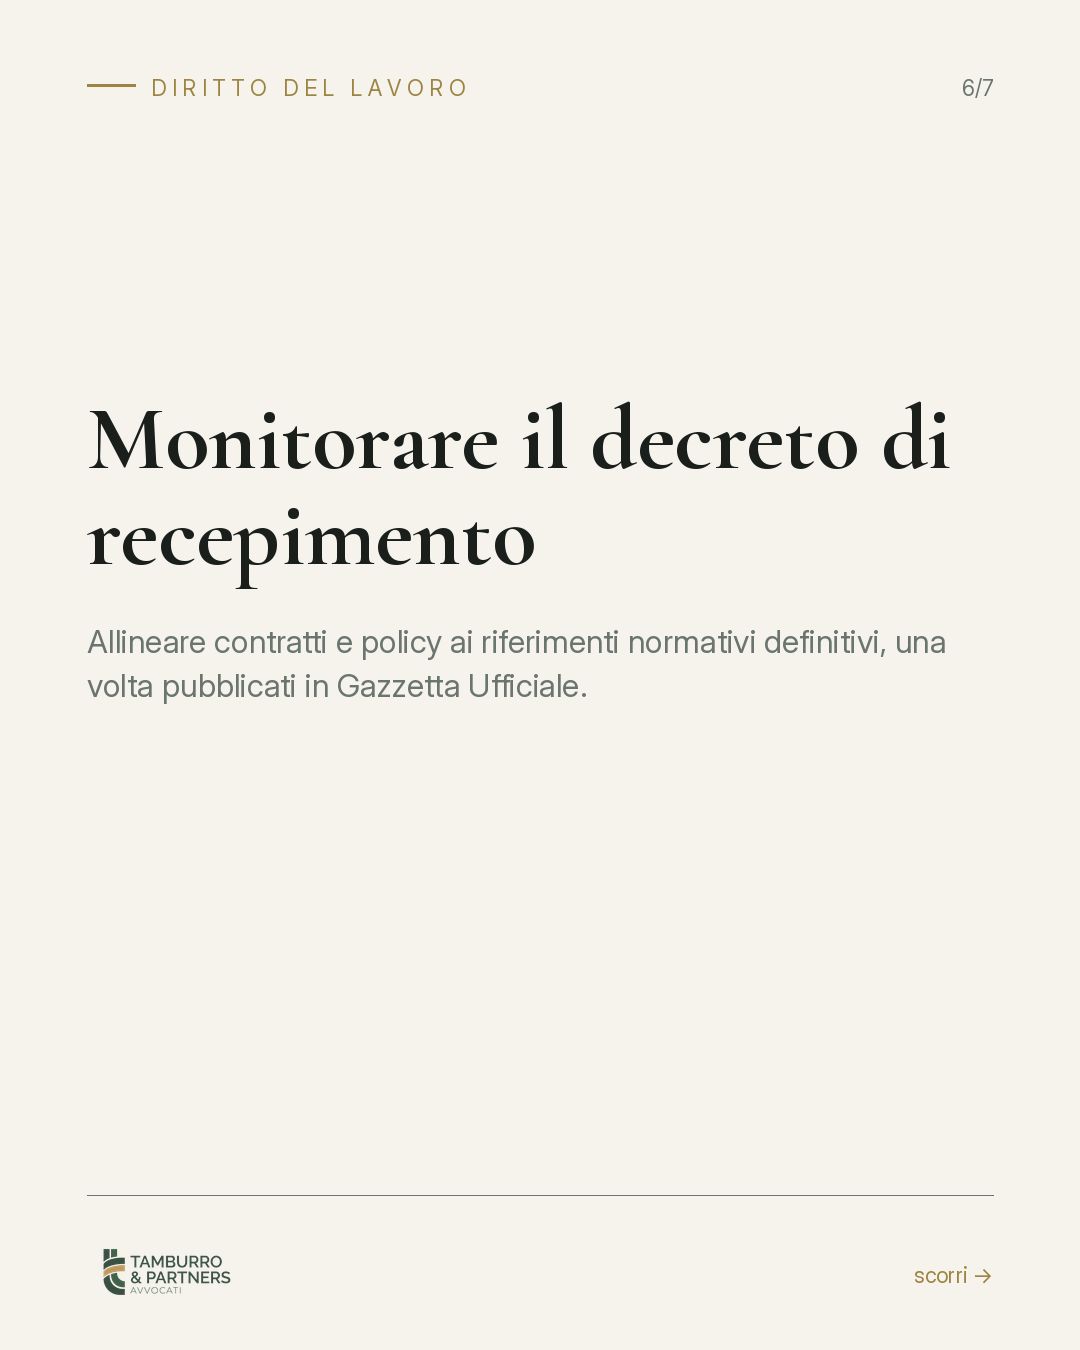 DIRITTO DEL LAVORO
6/7
Monitorare il decreto di
recepimento
Allineare contratti e policy ai riferimenti normativi definitivi, una
volta pubblicati in Gazzetta Ufficiale.
TAMBURRO
& PARTNERS
AVVOCATI
scorri →